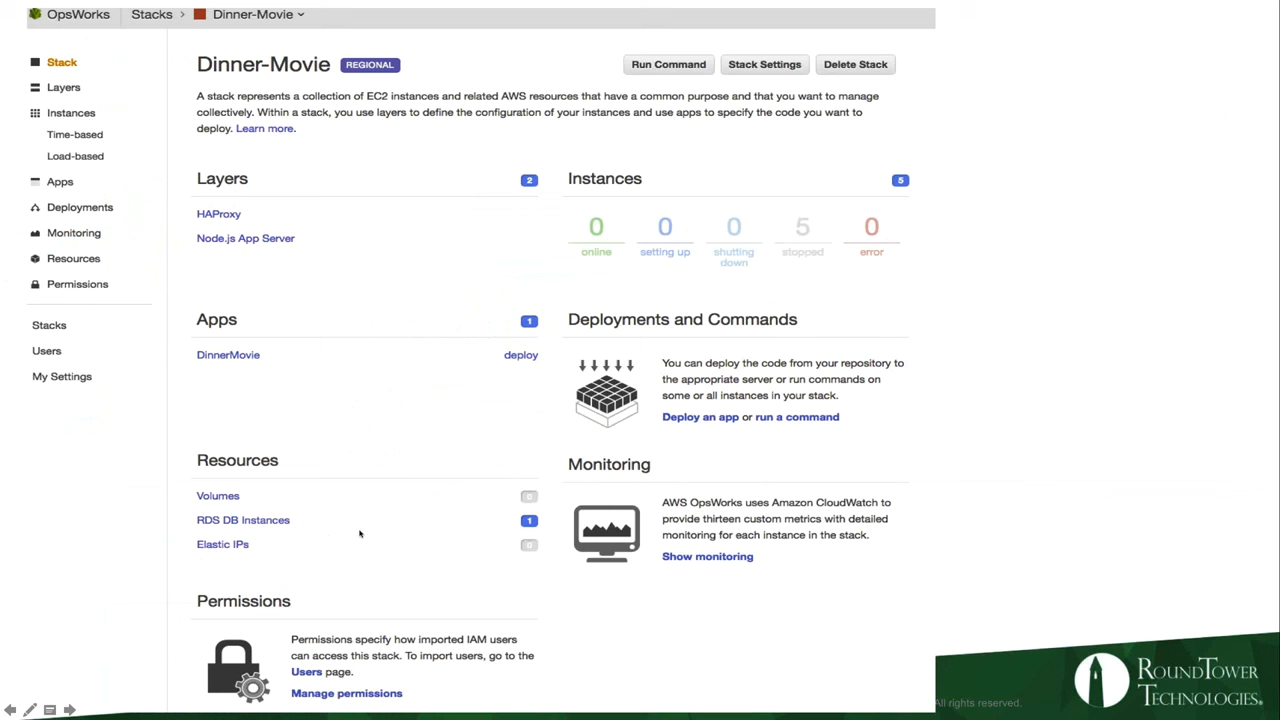 OpsWorks Stacks Dinner-Movie
Stack
Layers
Instances
Time-based
Load-based
Apps
Deployments
Monitoring
Resources
Permissions
Stacks
Users
My Settings
Dinner-Movie REGIONAL Run Command Stack Settings Delete Stack
A stack represents a collection of EC2 instances and related AWS resources that have a common purpose and that you want to manage
collectively. Within a stack, you use layers to define the configuration of your instances and use apps to specify the code you want to
deploy. Learn more.
Layers 2
HAProxy
Node.js App Server
Instances 5
0 0 0 5 0
online setting up shutting down stopped error
Apps 1
DinnerMovie deploy
Deployments and Commands
You can deploy the code from your repository to
the appropriate server or run commands on
some or all instances in your stack.
Deploy an app or run a command
Resources
Volumes 0
RDS DB Instances 1
Elastic IPs 0
Monitoring
AWS OpsWorks uses Amazon CloudWatch to
provide thirteen custom metrics with detailed
monitoring for each instance in the stack.
Show monitoring
Permissions
Permissions specify how imported IAM users
can access this stack. To import users, go to the
Users page.
Manage permissions
All rights reserved.
ROUNDTOWER
TECHNOLOGIES